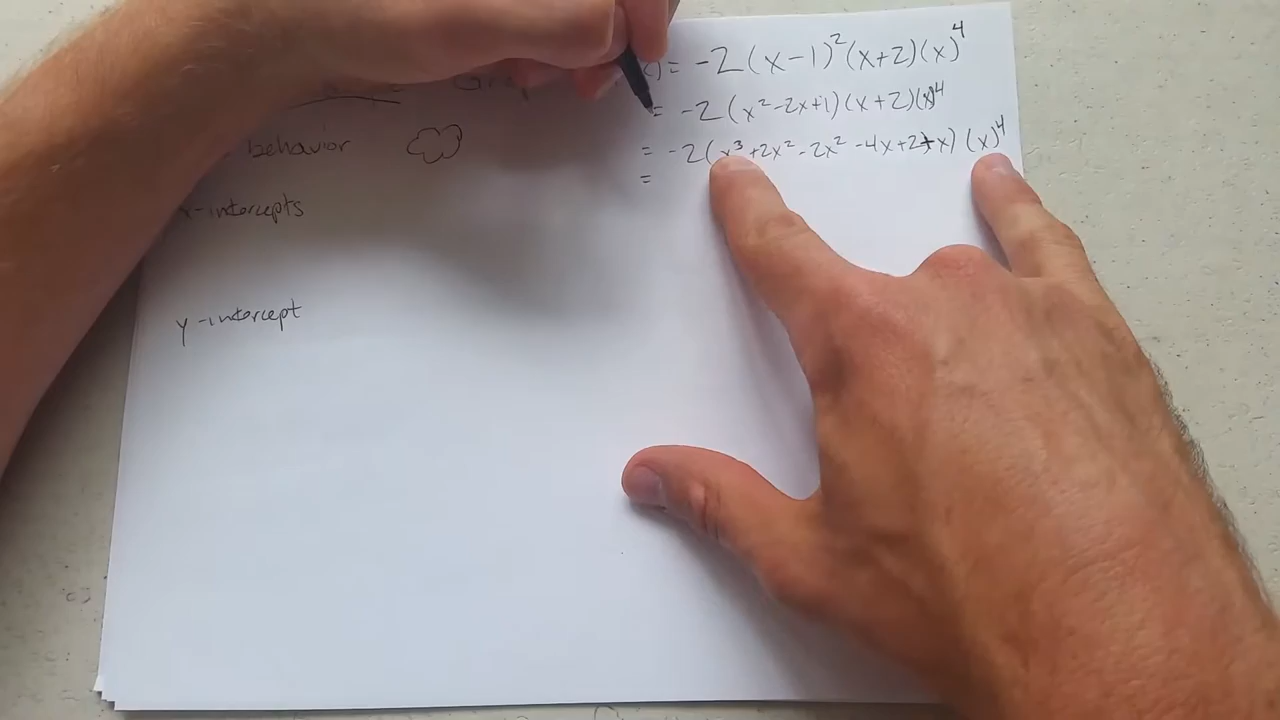 Gra
behavior
x-intercepts
y-intercept
) = -2(x-1)²(x+2)(x)⁴
= -2(x²-2x+1)(x+2)(x)⁴
= -2(x³+2x²-2x²-4x+2+x)(x)⁴
=